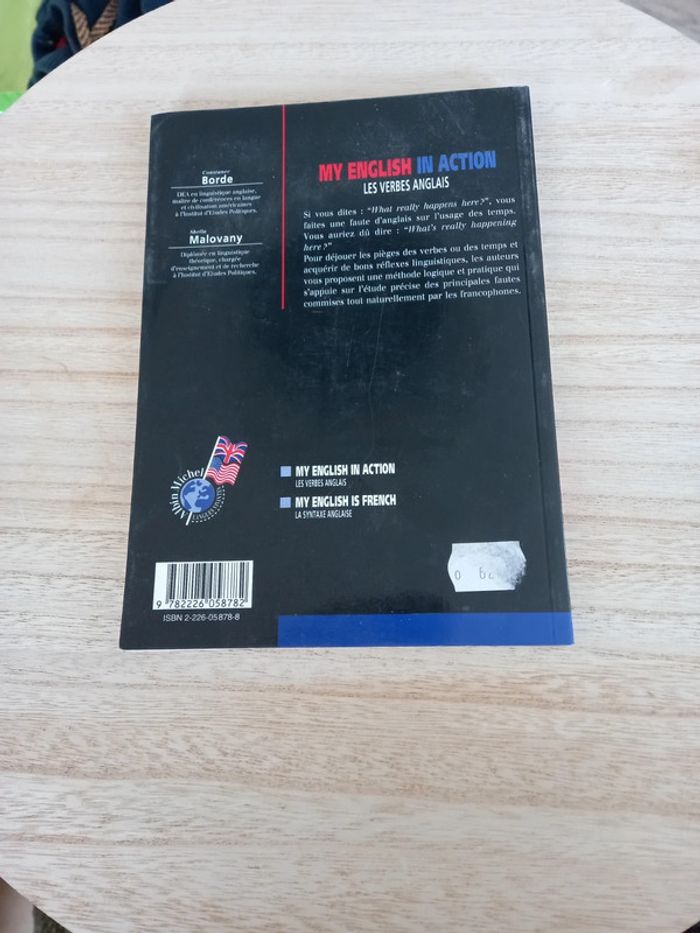 Constance
Borde
DEA en linguistique anglaise,
maître de conférences en langue
et civilisation américaines
à l'Institut d'Etudes Politiques.
Sheila
Malovany
Diplômée en linguistique
théorique, chargée
d'enseignement et de recherche
à l'Institut d'Etudes Politiques.
MY ENGLISH IN ACTION
LES VERBES ANGLAIS
Si vous dites : "What really happens here?", vous
faites une faute d'anglais sur l'usage des temps.
Vous auriez dû dire : "What's really happening
here?"
Pour déjouer les pièges des verbes ou des temps et
acquérir de bons réflexes linguistiques, les auteurs
vous proposent une méthode logique et pratique qui
s'appuie sur l'étude précise des principales fautes
commises tout naturellement par les francophones.
Albin Michel
MY ENGLISH IN ACTION
LES VERBES ANGLAIS
MY ENGLISH IS FRENCH
LA SYNTAXE ANGLAISE
9 782226 058782
ISBN 2-226-05878-8